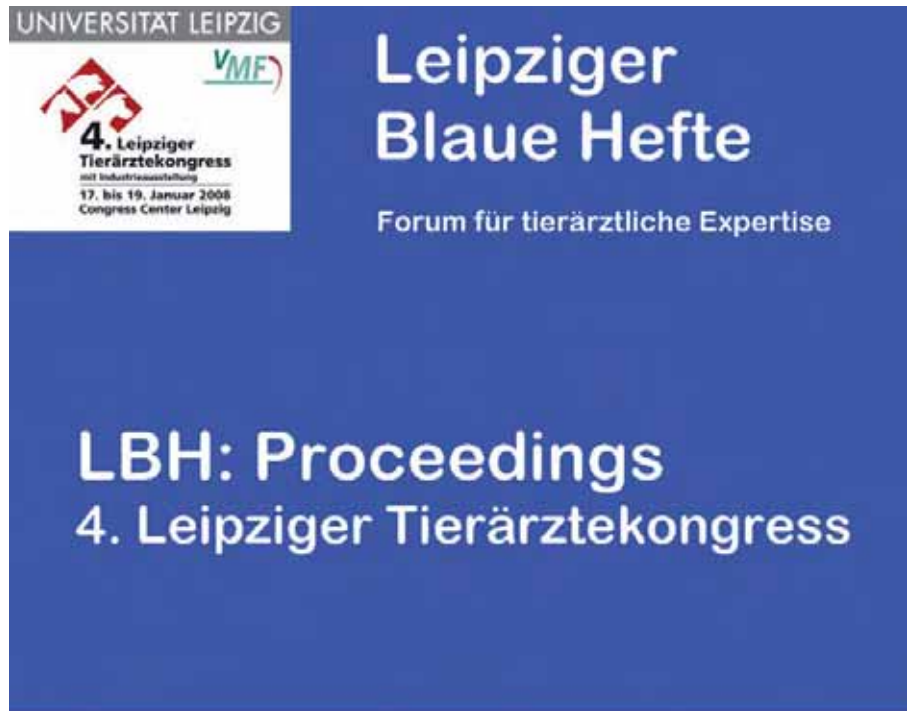 UNIVERSITÄT LEIPZIG
VMF
4. Leipziger
Tierärztekongress
mit Industrieausstellung
17. bis 19. Januar 2008
Congress Center Leipzig
Leipziger
Blaue Hefte
Forum für tierärztliche Expertise
LBH: Proceedings
4. Leipziger Tierärztekongress